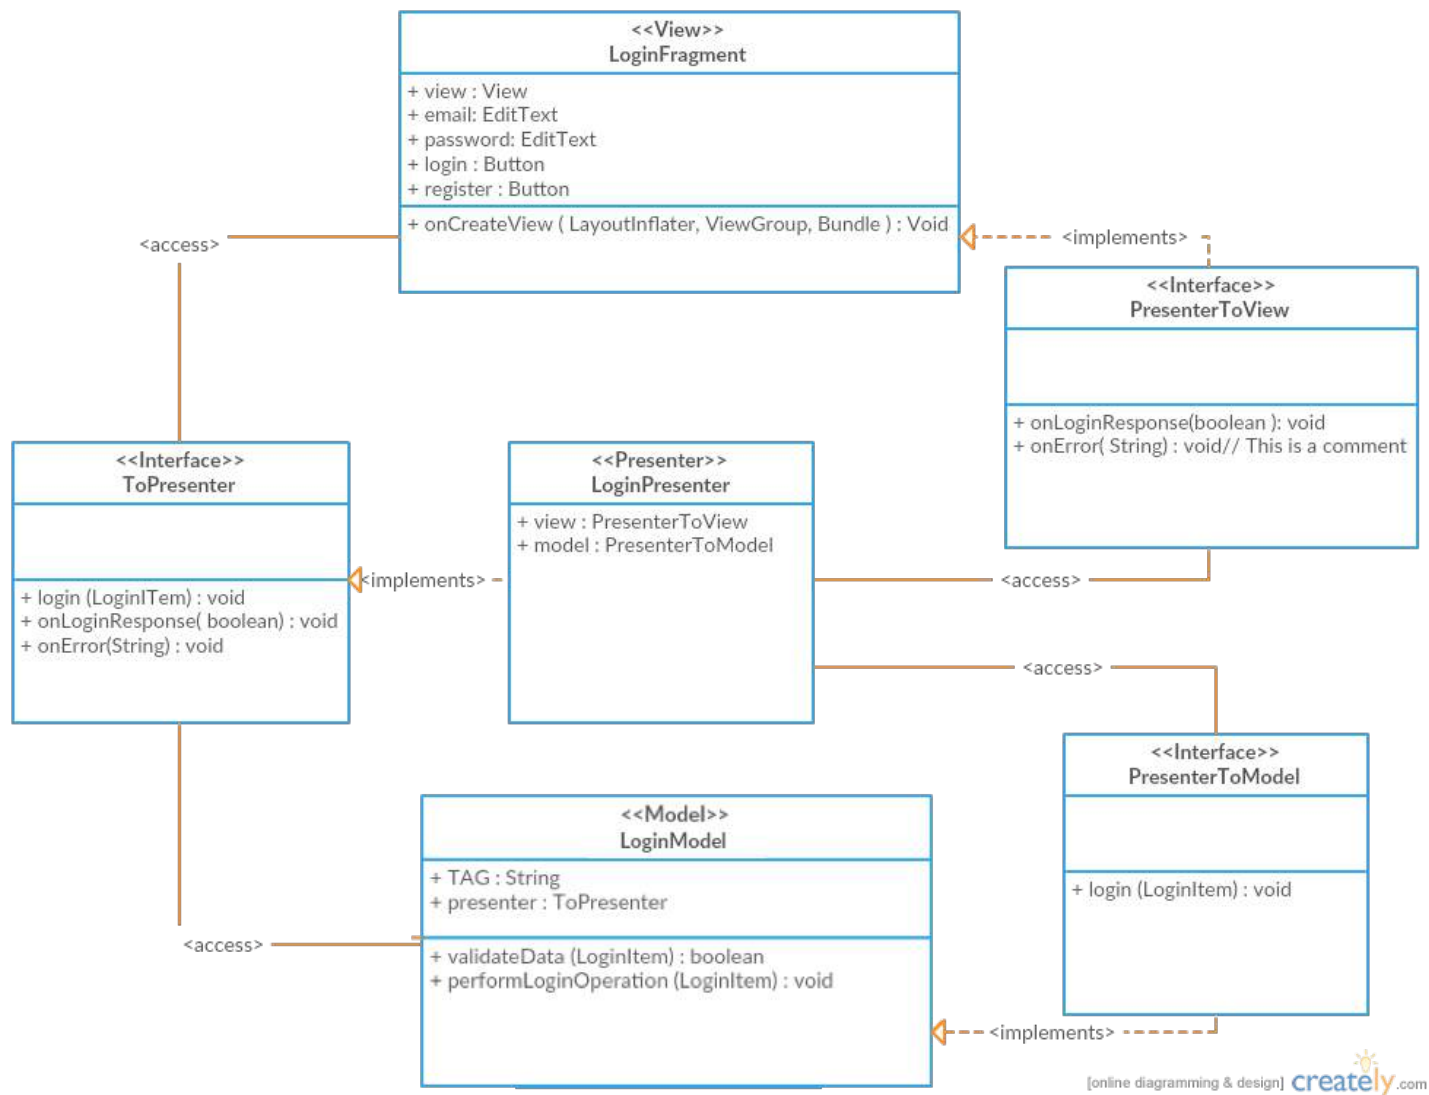 <<View>>
LoginFragment
+ view : View
+ email: EditText
+ password: EditText
+ login : Button
+ register : Button
+ onCreateView ( LayoutInflater, ViewGroup, Bundle ) : Void
<access>
<implements>
<<Interface>>
PresenterToView
+ onLoginResponse(boolean ): void
+ onError( String) : void// This is a comment
<<Interface>>
ToPresenter
+ login (LoginITem) : void
+ onLoginResponse( boolean) : void
+ onError(String) : void
<implements>
<<Presenter>>
LoginPresenter
+ view : PresenterToView
+ model : PresenterToModel
<access>
<access>
<<Interface>>
PresenterToModel
+ login (LoginItem) : void
<<Model>>
LoginModel
+ TAG : String
+ presenter : ToPresenter
+ validateData (LoginItem) : boolean
+ performLoginOperation (LoginItem) : void
<access>
<implements>
[online diagramming & design] creately.com